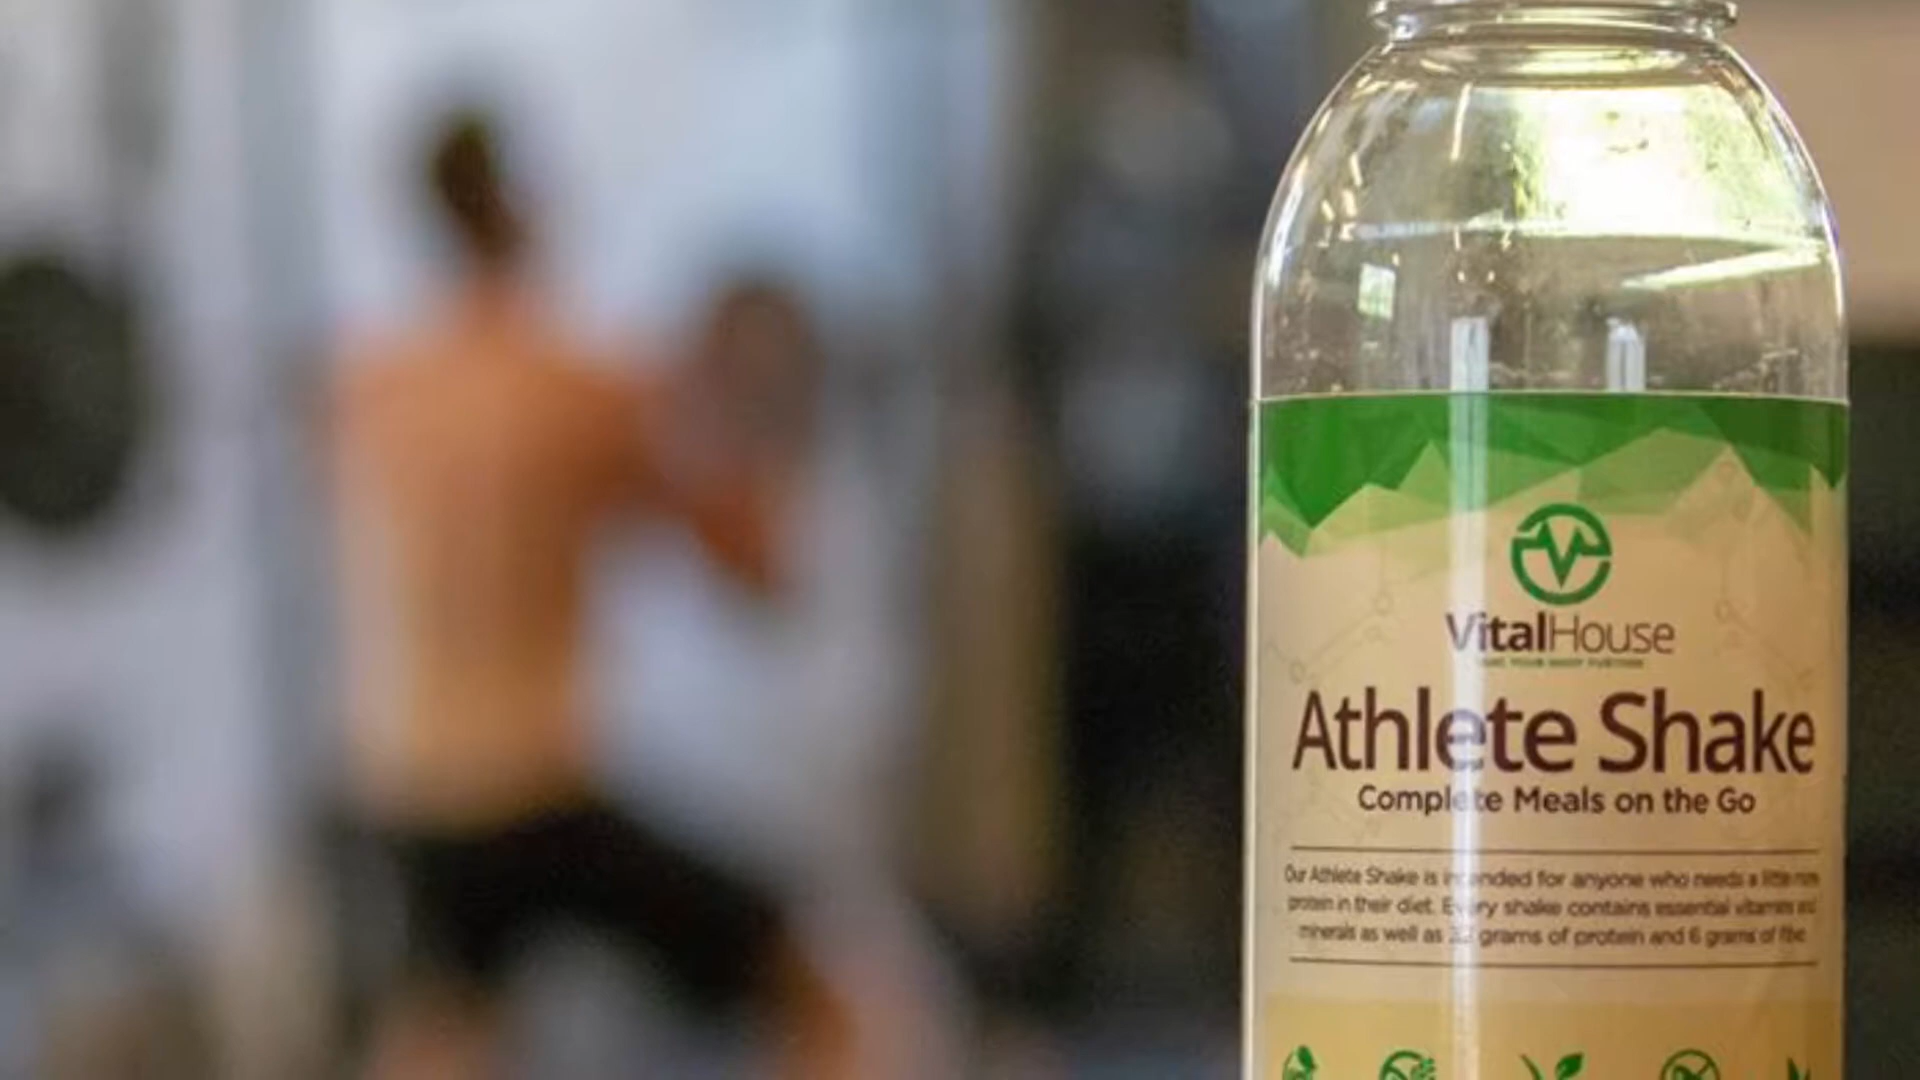 VitalHouse
Athlete Shake
Complete Meals on the Go
Our Athlete Shake is intended for anyone who needs a little more
protein in their diet. Every shake contains essential vitamins and
minerals as well as grams of protein and 6 grams of fibe